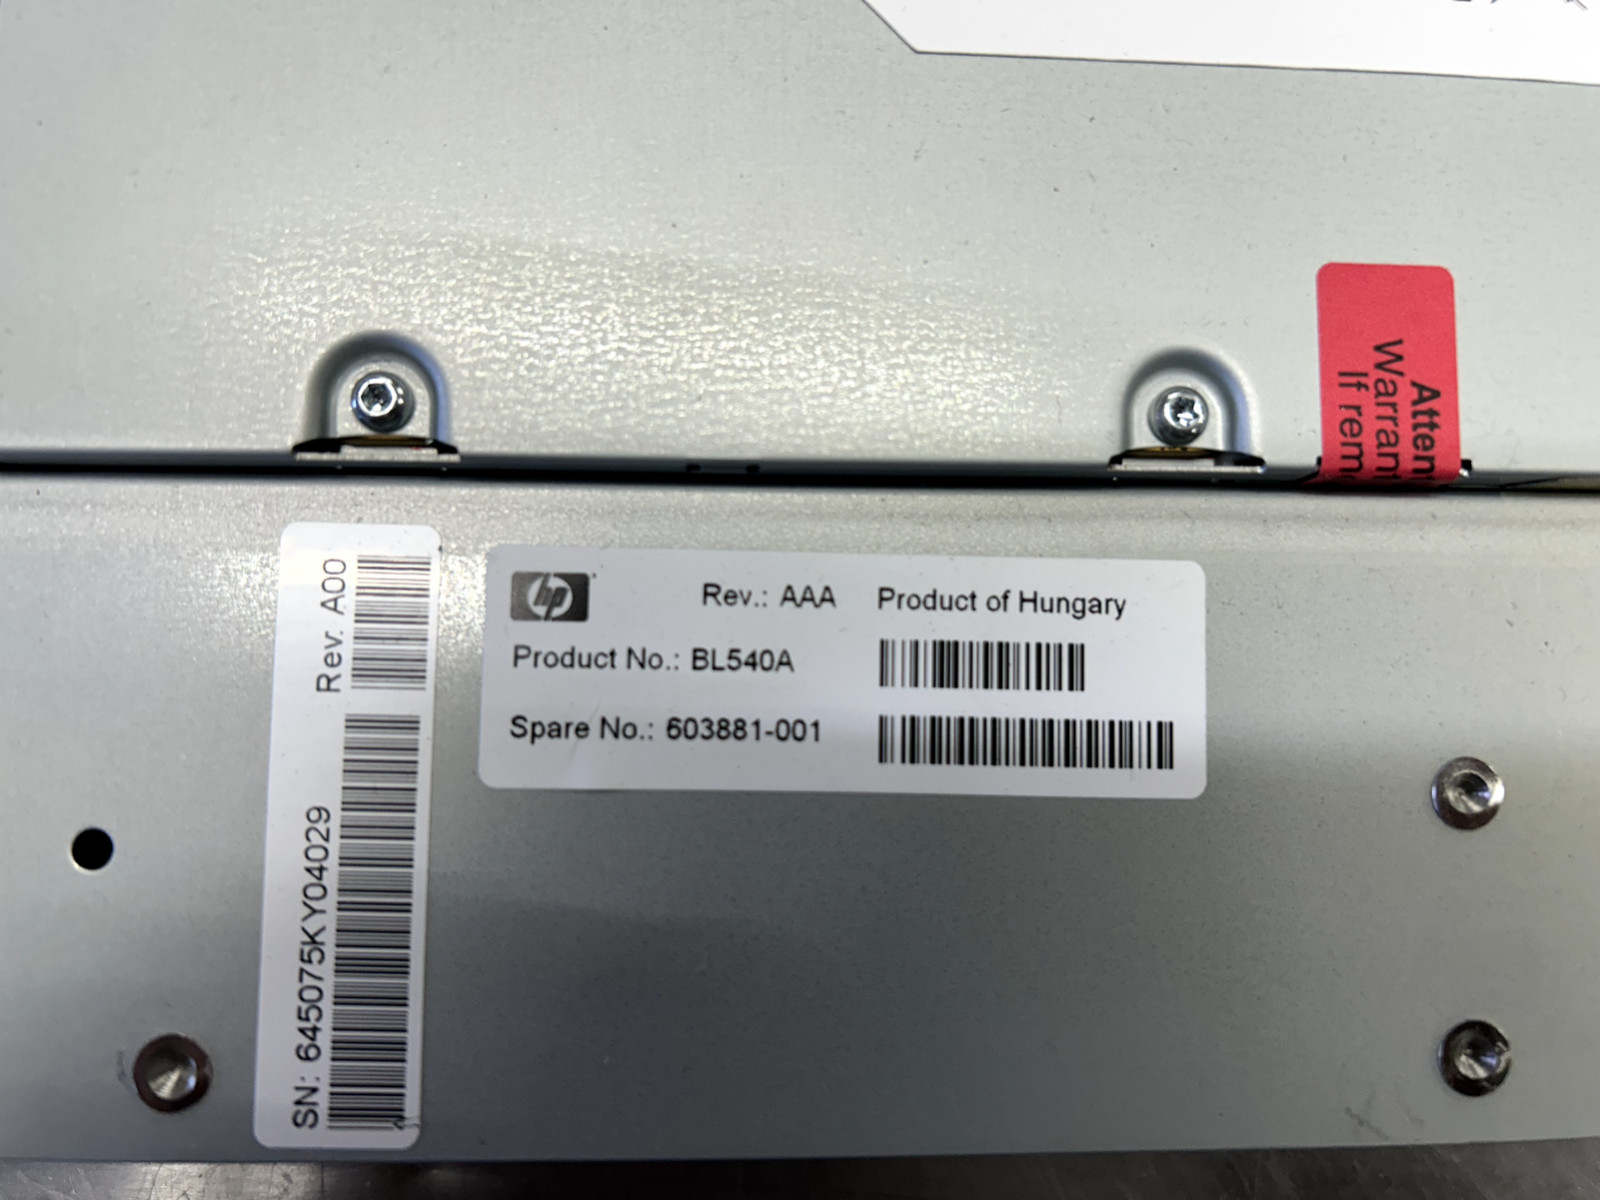 Atten
Warran
If rem
Rev. A00
SN: 645075KY04029
hp
Rev.: AAA
Product of Hungary
Product No.: BL540A
Spare No.: 603881-001